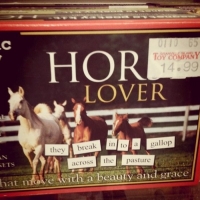 HOR
LOVER
TOY COMPANY
14.99
they break in to a gallop
across the pasture
that move with a beauty and grace